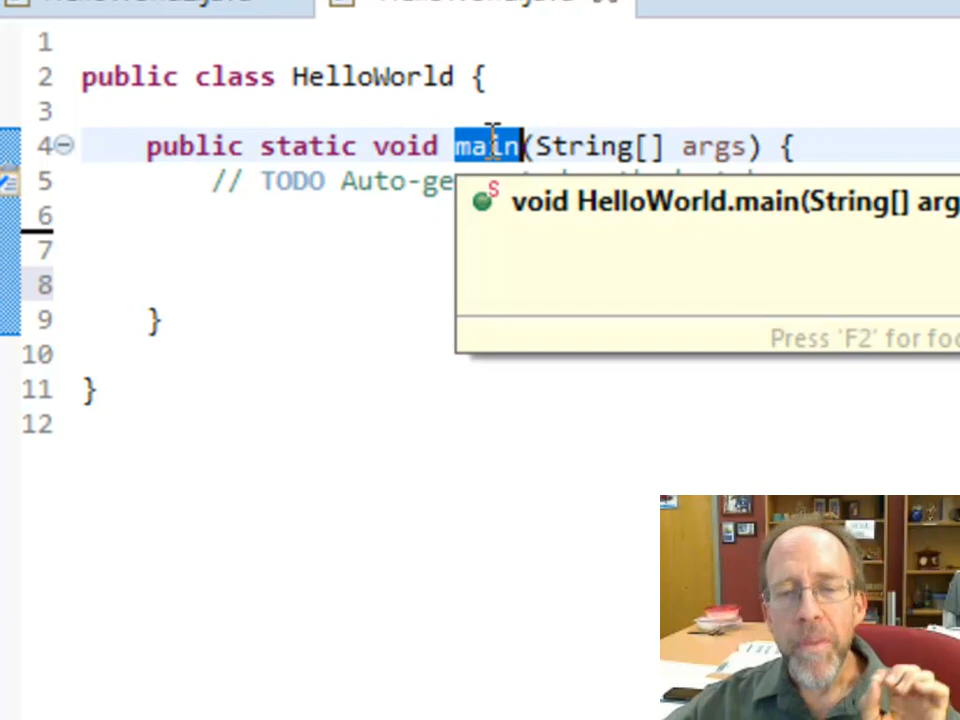 1
2 public class HelloWorld {
3
4 public static void main(String[] args) {
5 // TODO Auto-ge
void HelloWorld.main(String[] arg
6
7
8
Press 'F2' for foc
9 }
10
11 }
12